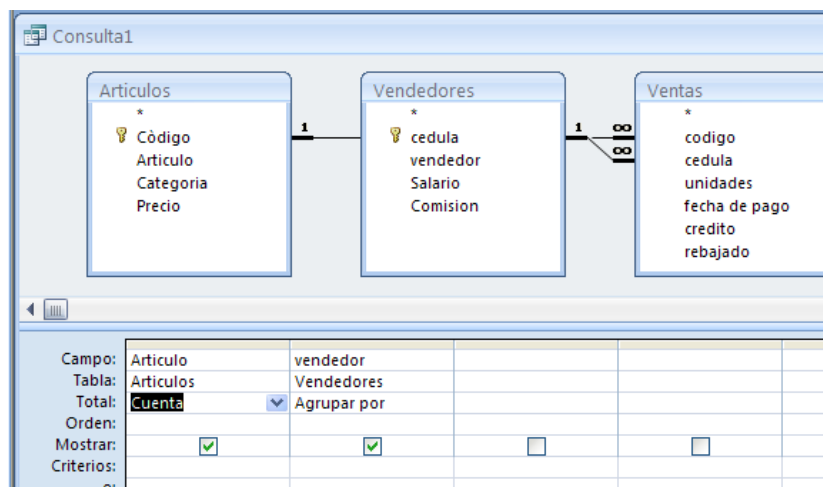 Consulta1
Articulos
*
Còdigo
Articulo
Categoria
Precio
Vendedores
*
cedula
vendedor
Salario
Comision
Ventas
*
codigo
cedula
unidades
fecha de pago
credito
rebajado
1
1 ∞
∞
Campo: Articulo vendedor
Tabla: Articulos Vendedores
Total: Cuenta Agrupar por
Orden:
Mostrar:
Criterios: